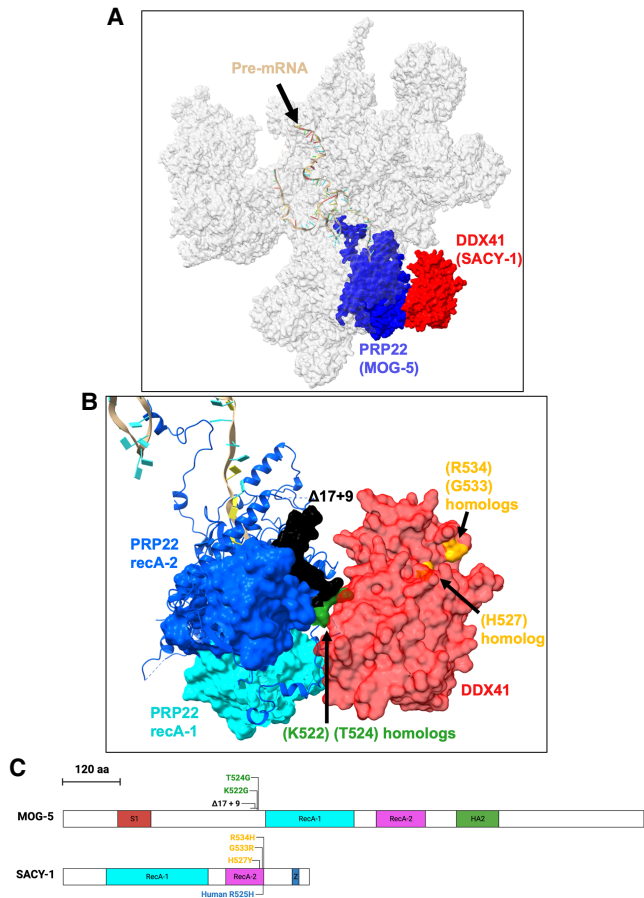 A
Pre-mRNA
DDX41
(SACY-1)
PRP22
(MOG-5)
B
(R534)
(G533)
homologs
Δ17+9
PRP22
recA-2
(H527)
homolog
DDX41
PRP22
recA-1
(K522) (T524) homologs
C
120 aa
T524G
K522G
Δ17 + 9
MOG-5
S1
RecA-1
RecA-2
HA2
R534H
G533R
H527Y
SACY-1
RecA-1
RecA-2
Z
Human R525H